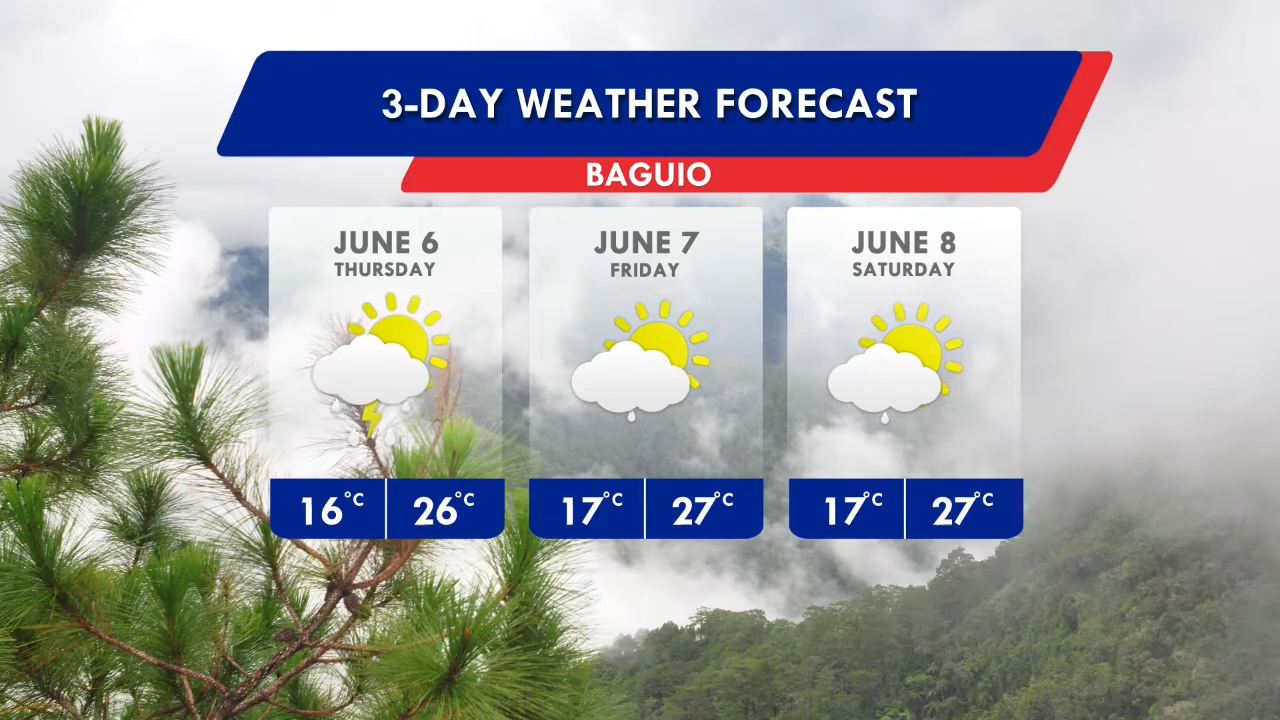 3-DAY WEATHER FORECAST
BAGUIO
JUNE 6
THURSDAY
16°C 26°C
JUNE 7
FRIDAY
17°C 27°C
JUNE 8
SATURDAY
17°C 27°C